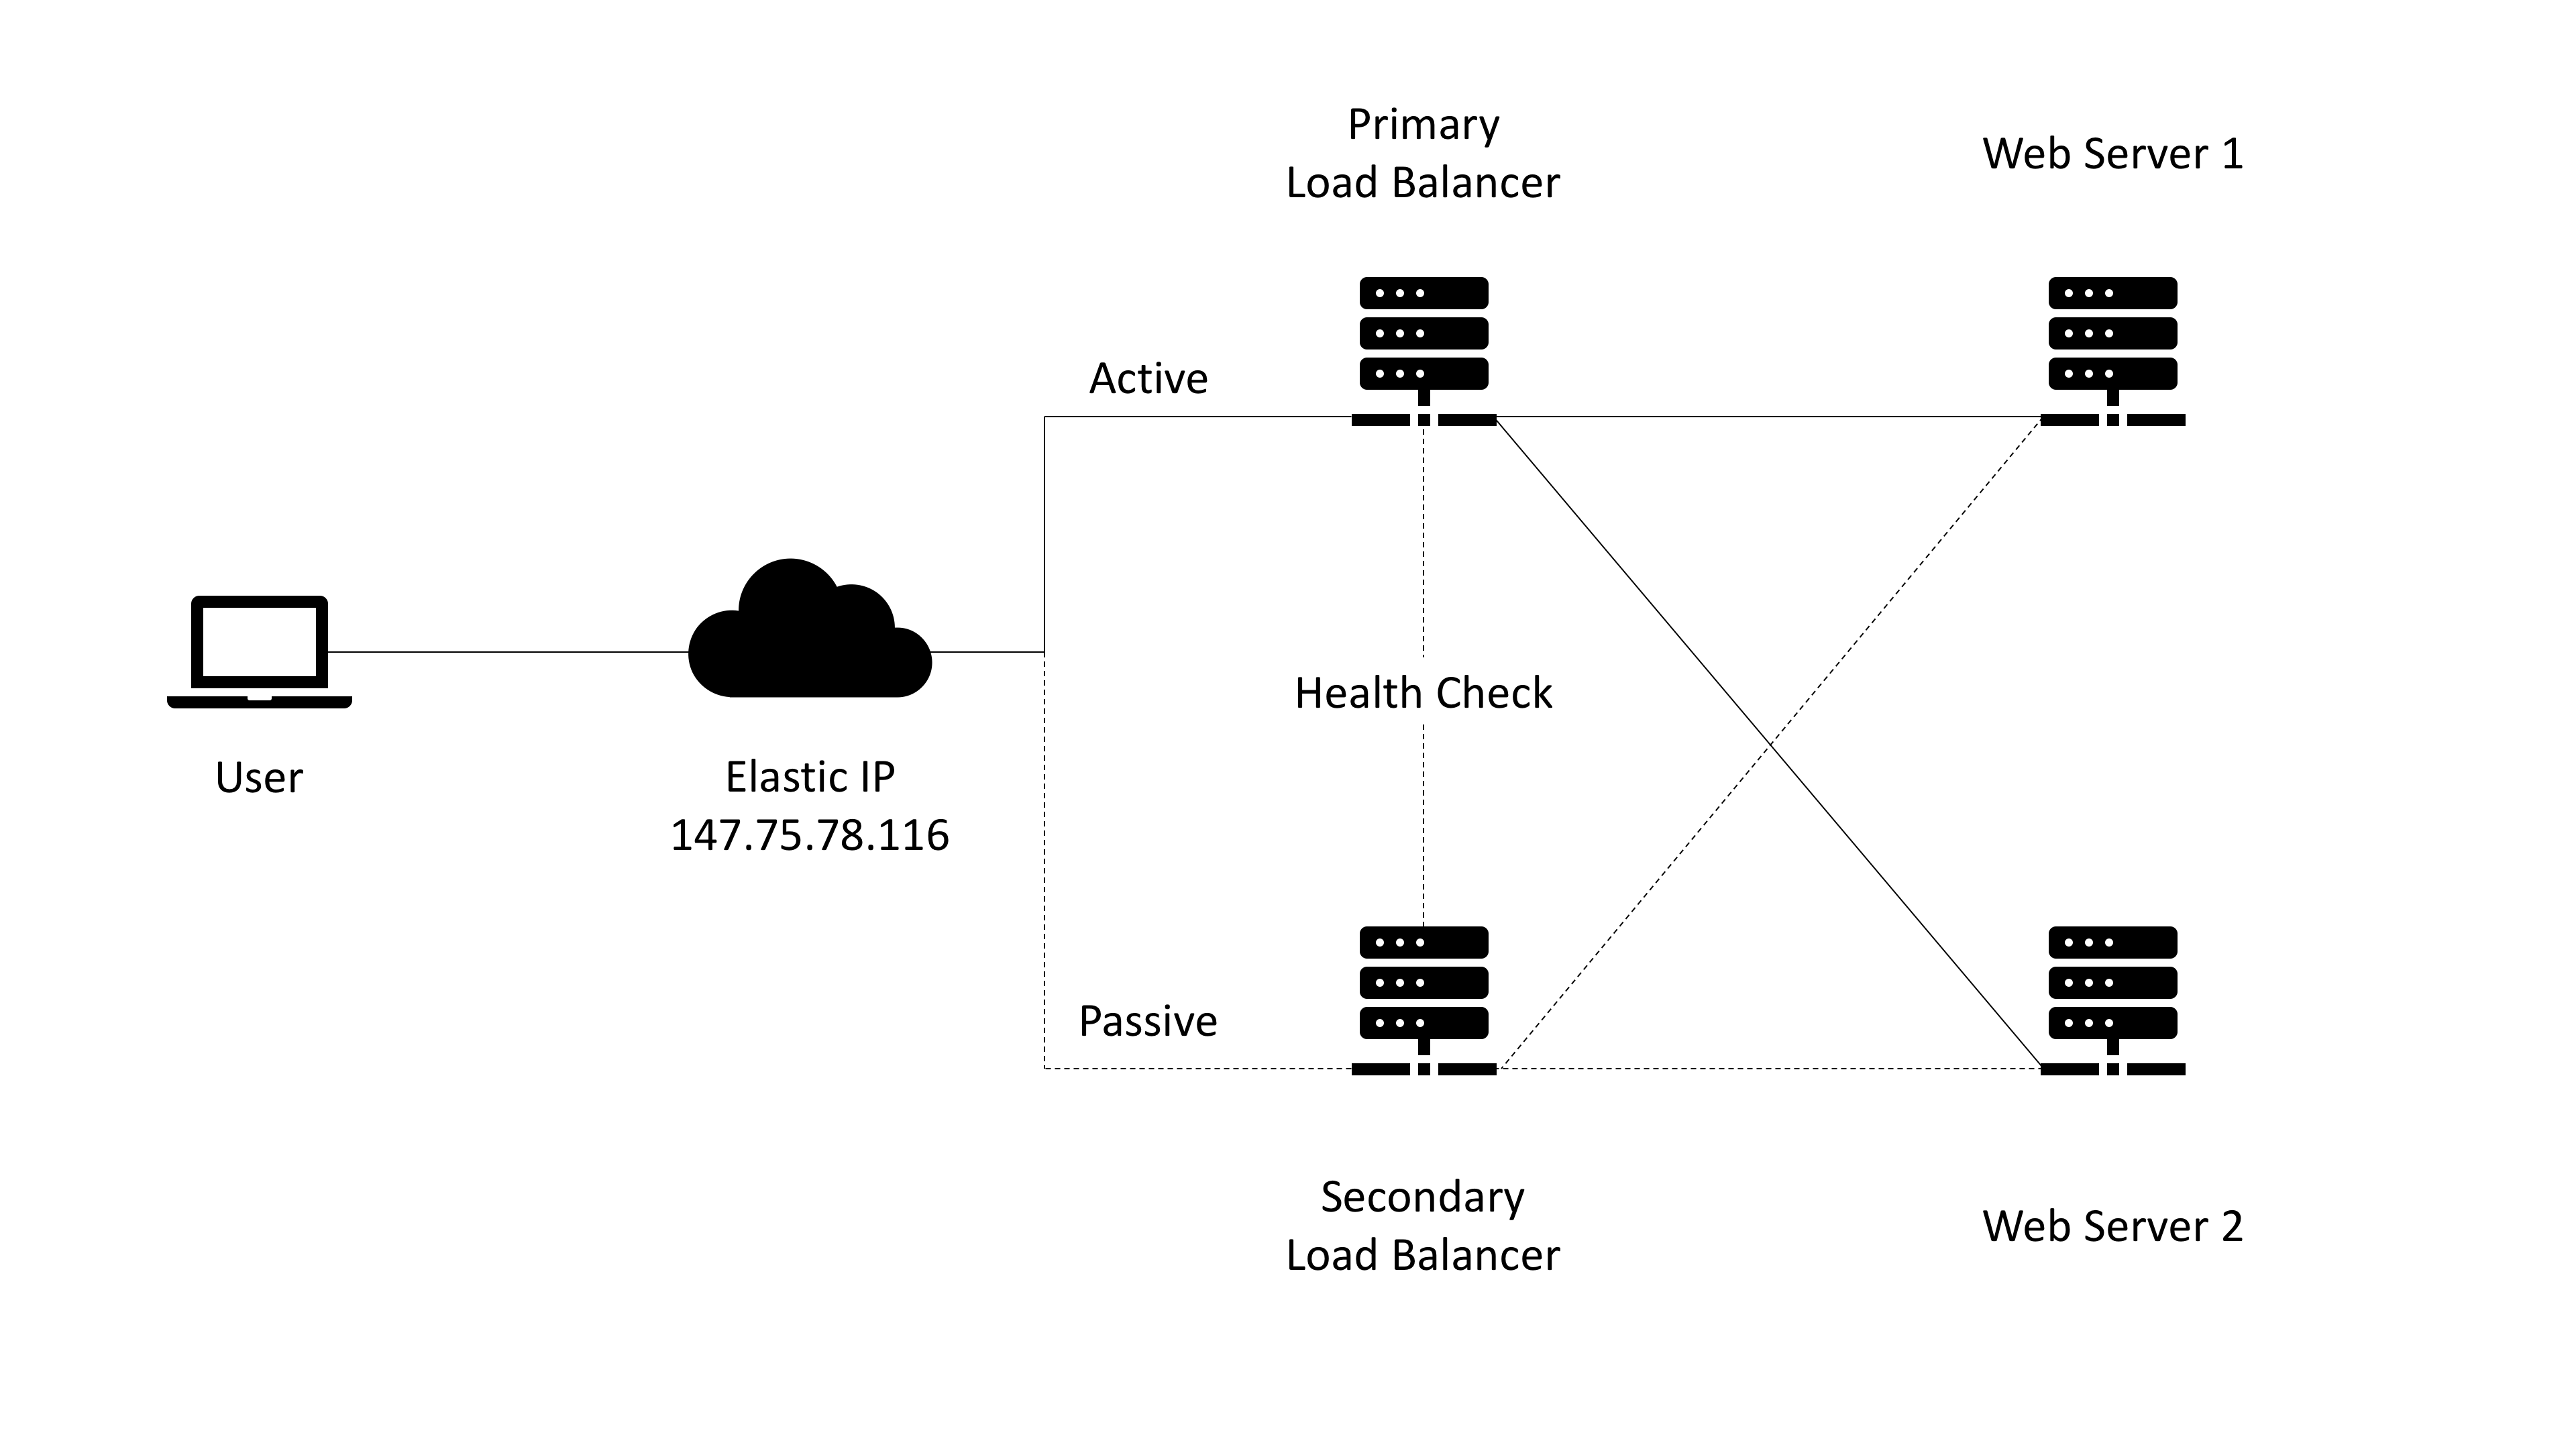 Primary
Load Balancer
Web Server 1
Active
Health Check
User
Elastic IP
147.75.78.116
Passive
Secondary
Load Balancer
Web Server 2